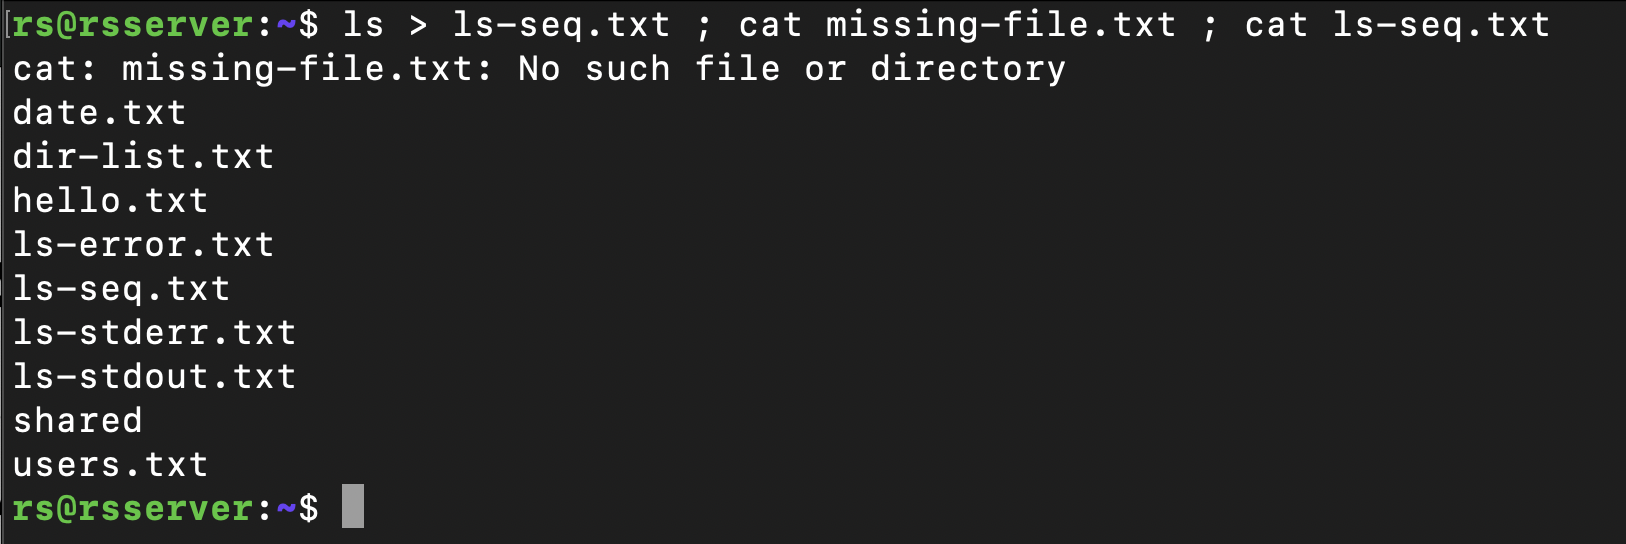 rs@rsserver:~$ ls > ls-seq.txt ; cat missing-file.txt ; cat ls-seq.txt
cat: missing-file.txt: No such file or directory
date.txt
dir-list.txt
hello.txt
ls-error.txt
ls-seq.txt
ls-stderr.txt
ls-stdout.txt
shared
users.txt
rs@rsserver:~$